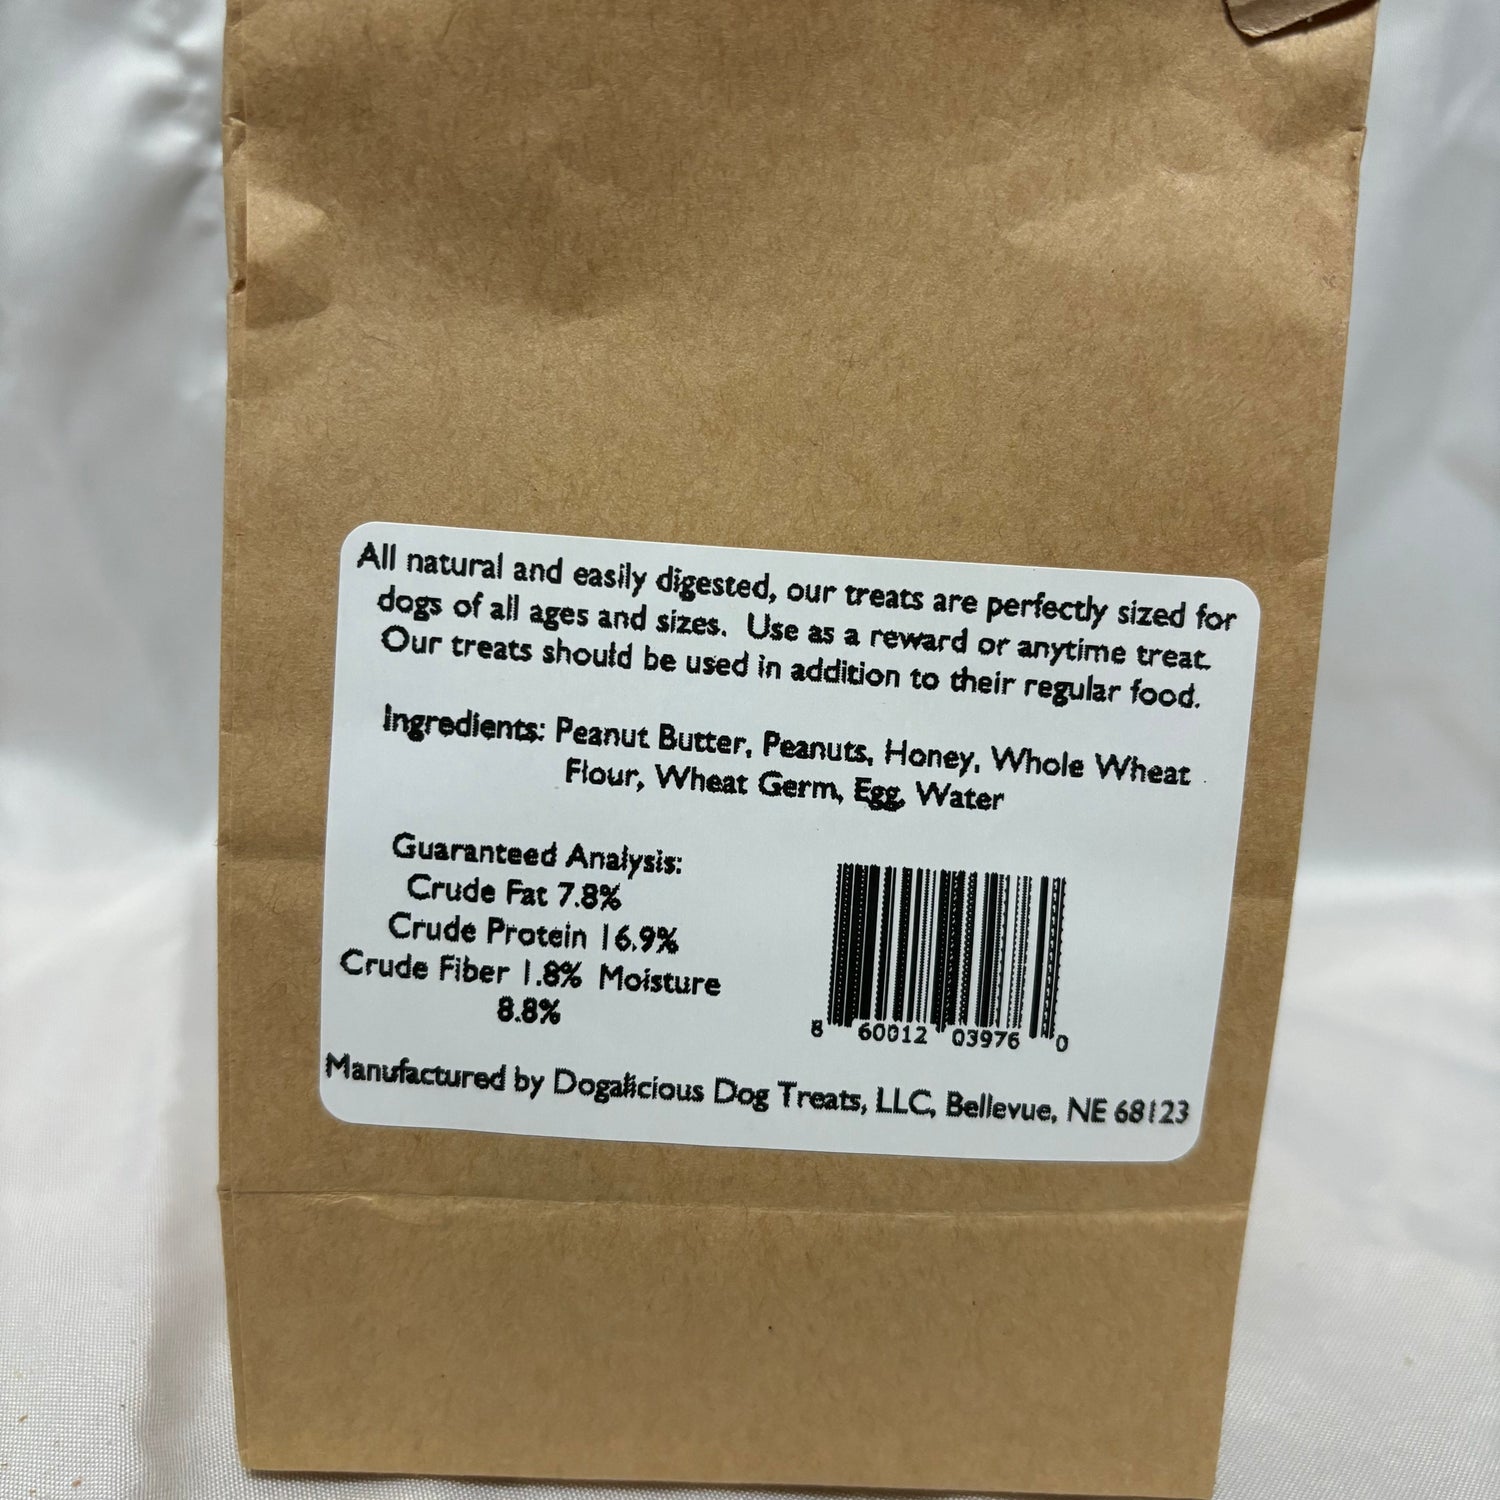 All natural and easily digested, our treats are perfectly sized for
dogs of all ages and sizes.  Use as a reward or anytime treat.
Our treats should be used in addition to their regular food.
Ingredients: Peanut Butter, Peanuts, Honey, Whole Wheat
Flour, Wheat Germ, Egg, Water
Guaranteed Analysis:
Crude Fat 7.8%
Crude Protein 16.9%
Crude Fiber 1.8%  Moisture
8.8%
8 60012 03976 0
Manufactured by Dogalicious Dog Treats, LLC, Bellevue, NE 68123